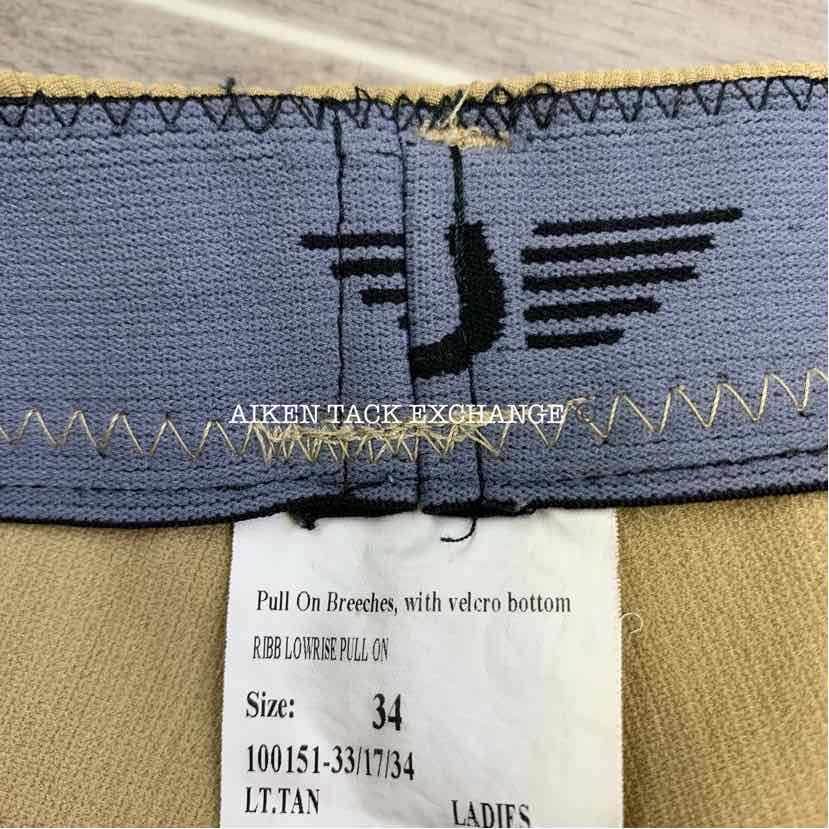 AIKEN TACK EXCHANGE
Pull On Breeches, with velcro bottom
RIBB LOWRISE PULL ON
Size: 34
100151-33/17/34
LT.TAN
LADIES